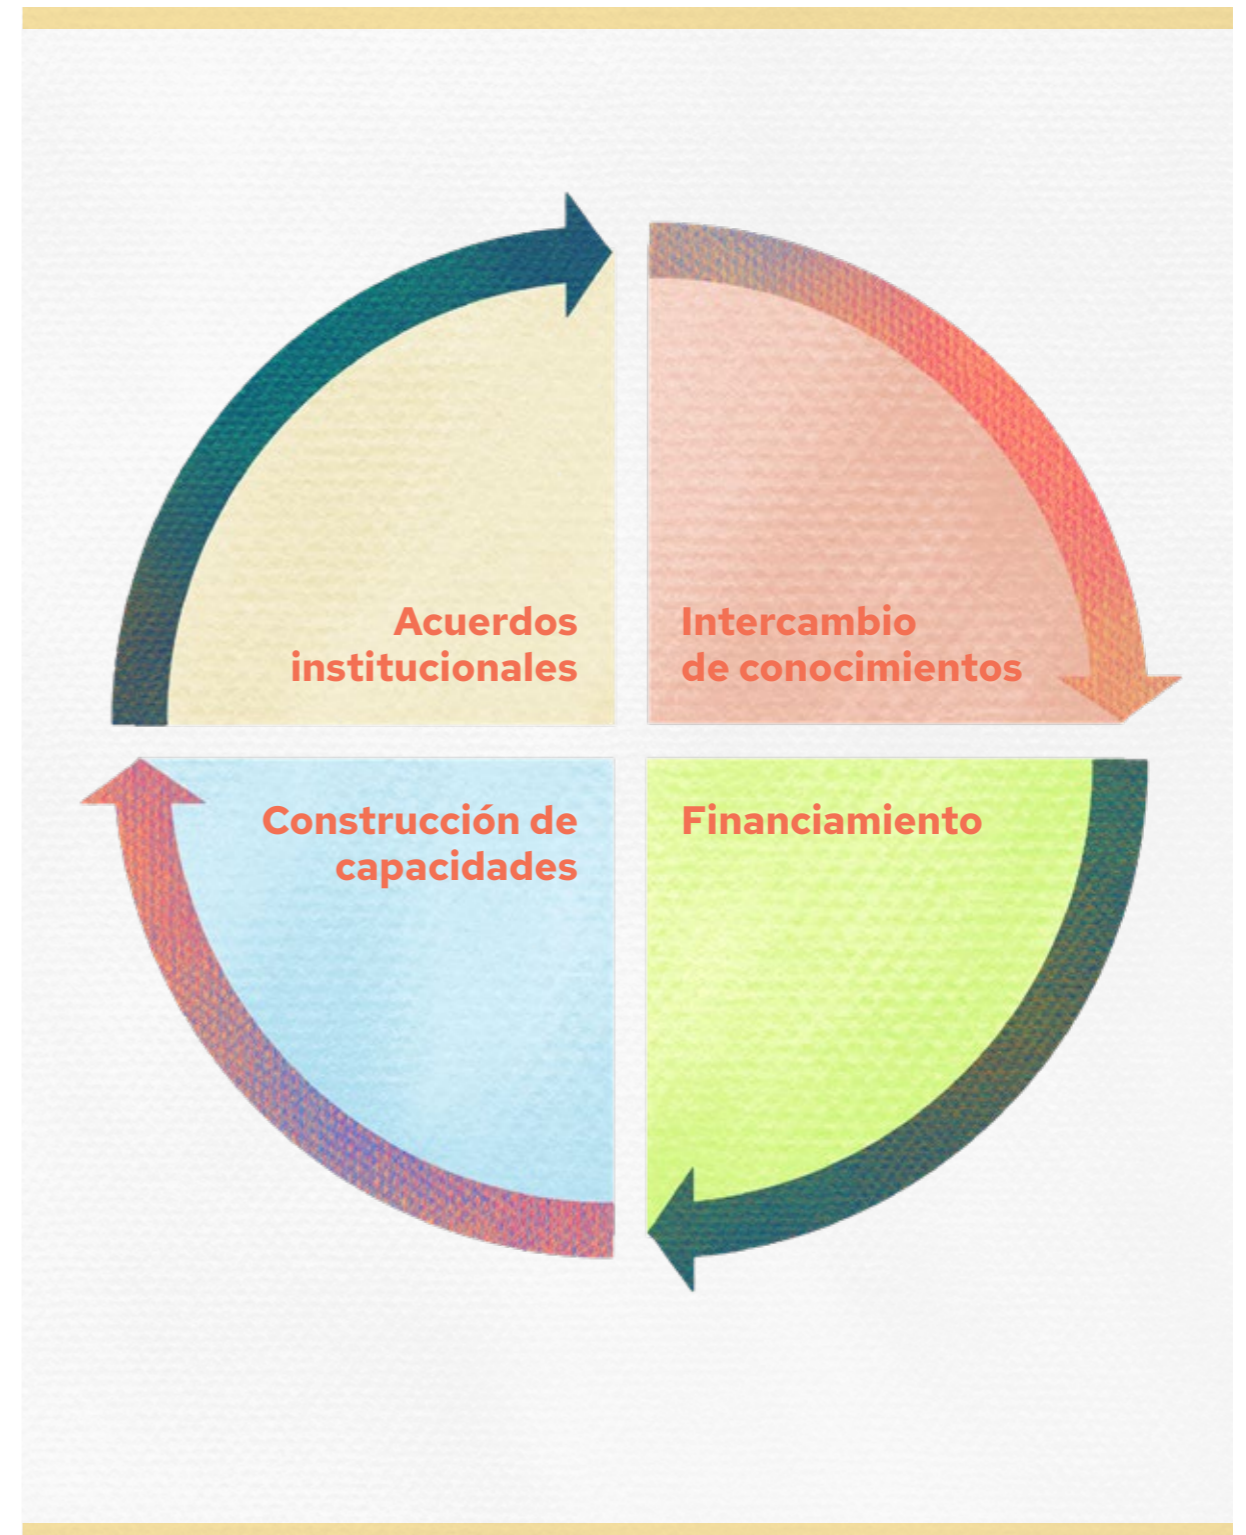 Acuerdos
institucionales
Intercambio
de conocimientos
Construcción de
capacidades
Financiamiento